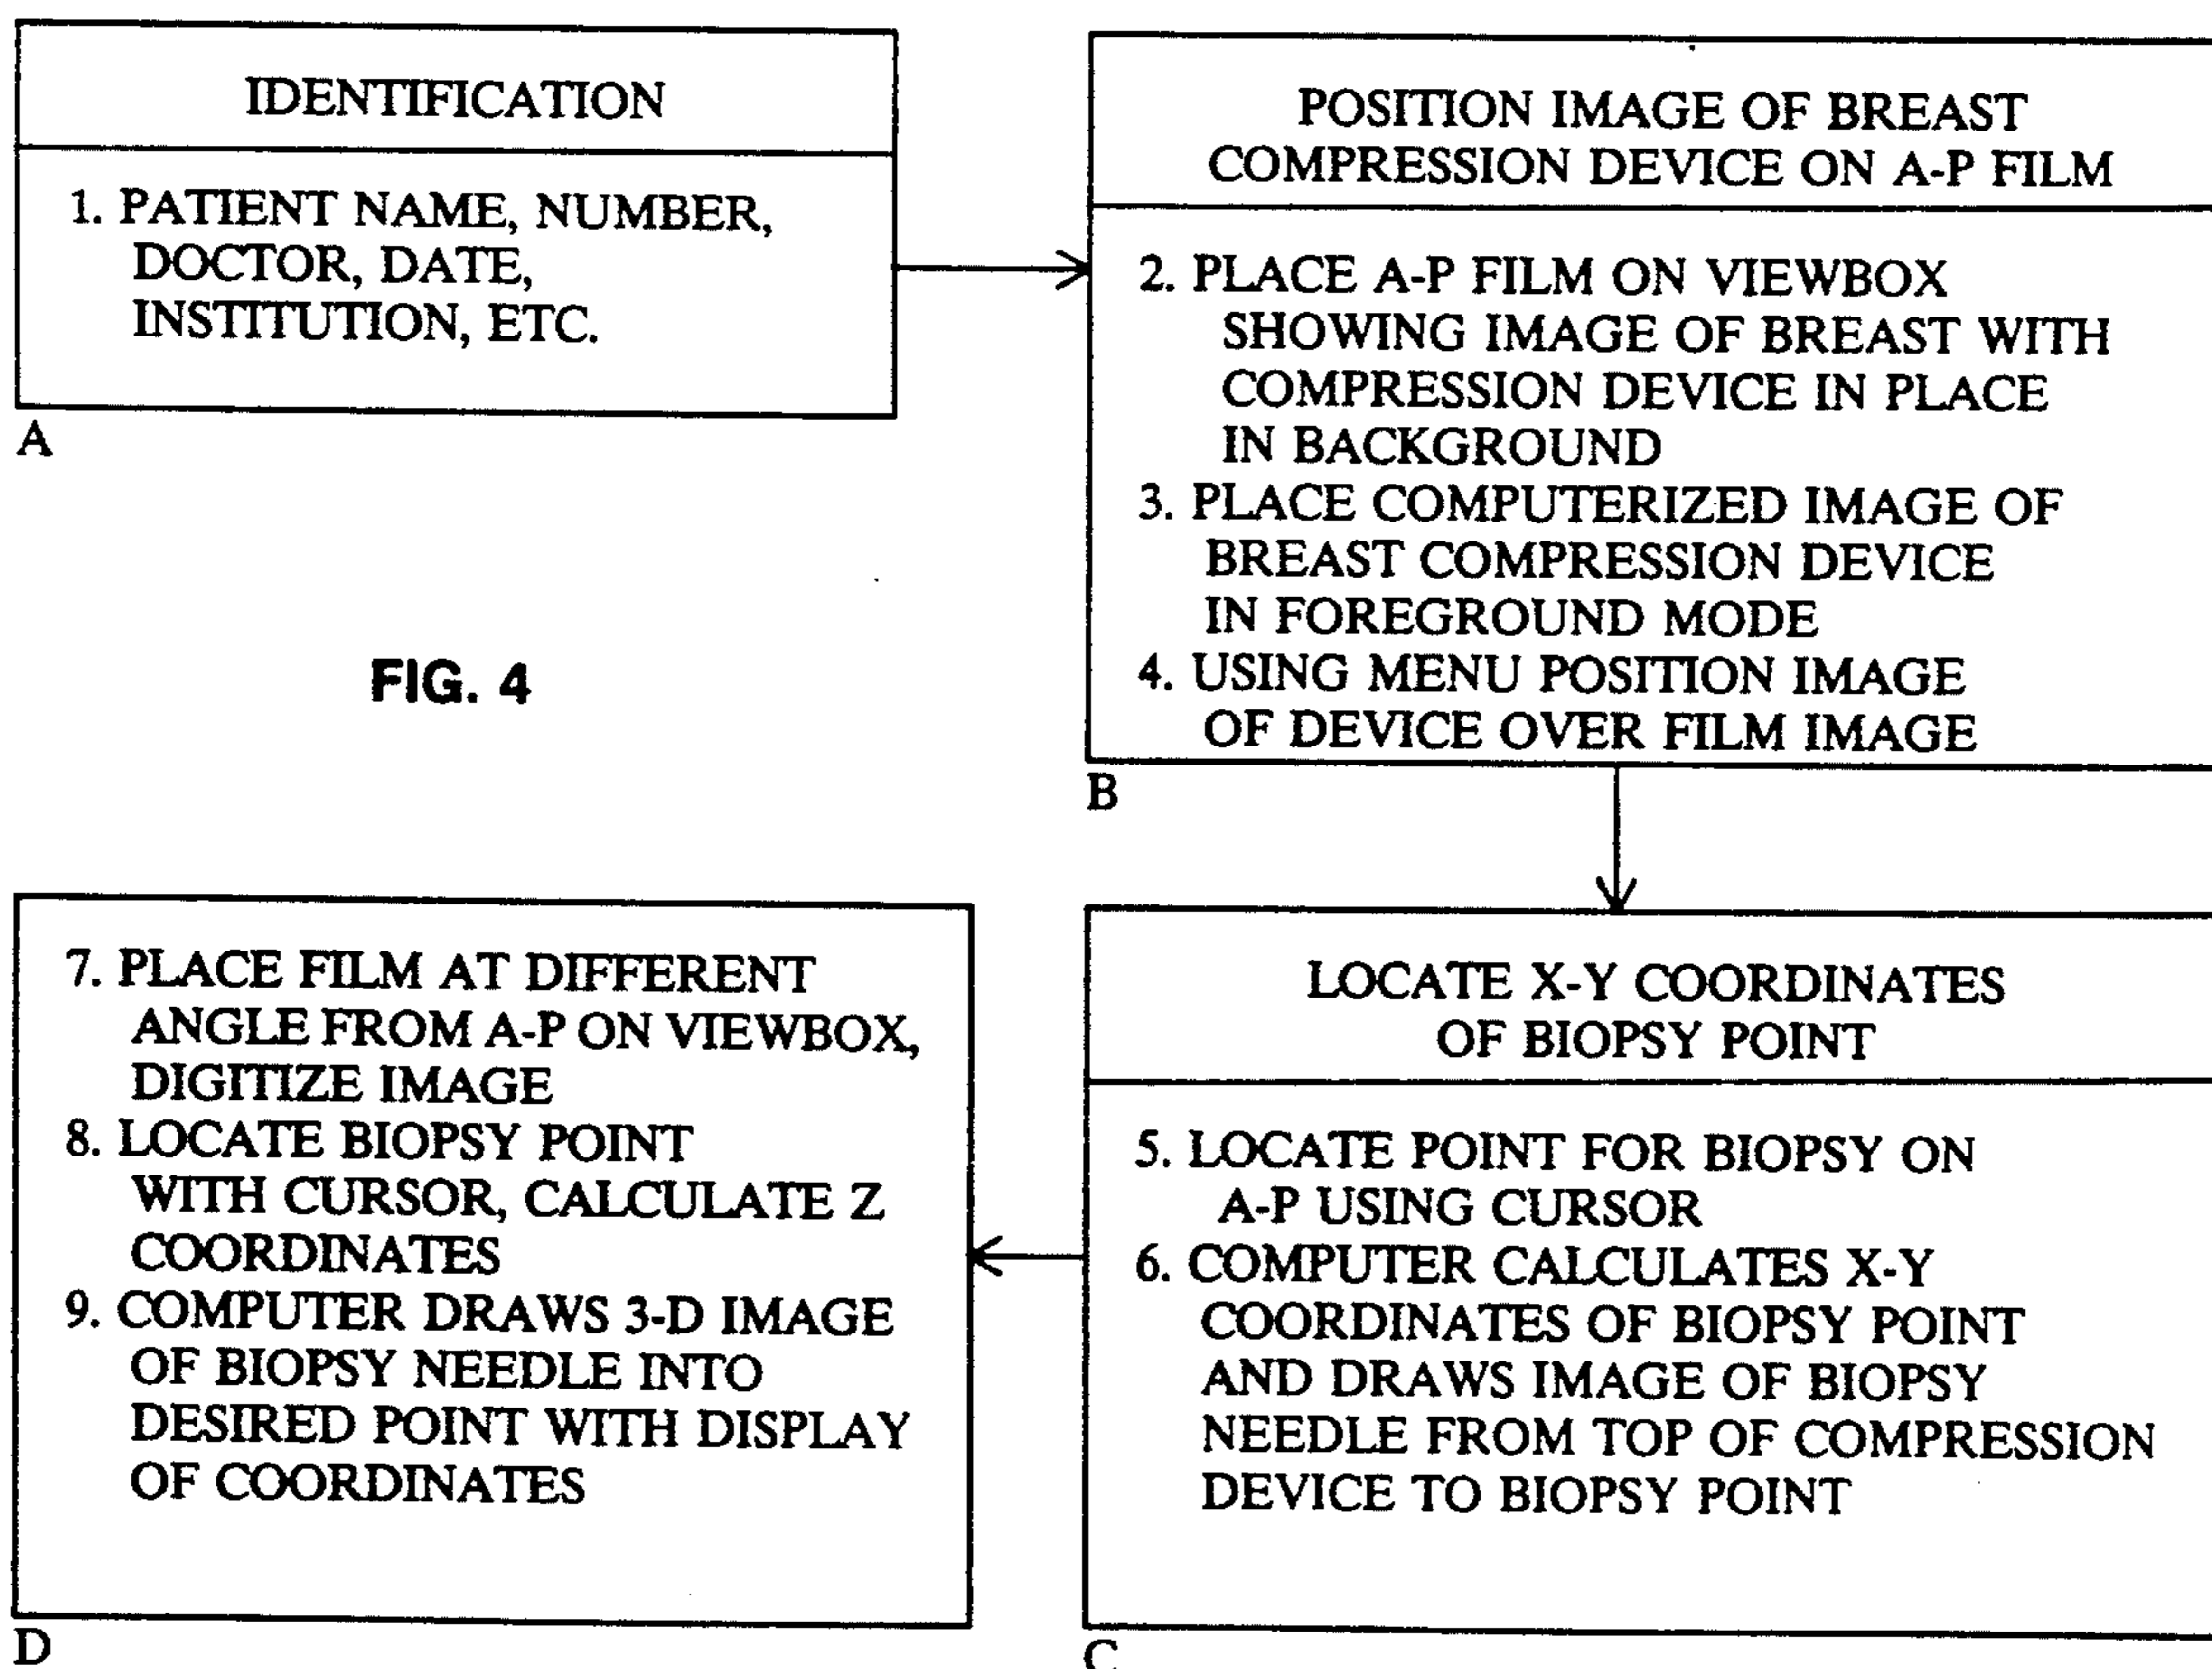 IDENTIFICATION
1. PATIENT NAME, NUMBER,
DOCTOR, DATE,
INSTITUTION, ETC.
A
POSITION IMAGE OF BREAST
COMPRESSION DEVICE ON A-P FILM
2. PLACE A-P FILM ON VIEWBOX
SHOWING IMAGE OF BREAST WITH
COMPRESSION DEVICE IN PLACE
IN BACKGROUND
3. PLACE COMPUTERIZED IMAGE OF
BREAST COMPRESSION DEVICE
IN FOREGROUND MODE
4. USING MENU POSITION IMAGE
OF DEVICE OVER FILM IMAGE
B
FIG. 4
LOCATE X-Y COORDINATES
OF BIOPSY POINT
5. LOCATE POINT FOR BIOPSY ON
A-P USING CURSOR
6. COMPUTER CALCULATES X-Y
COORDINATES OF BIOPSY POINT
AND DRAWS IMAGE OF BIOPSY
NEEDLE FROM TOP OF COMPRESSION
DEVICE TO BIOPSY POINT
C
7. PLACE FILM AT DIFFERENT
ANGLE FROM A-P ON VIEWBOX,
DIGITIZE IMAGE
8. LOCATE BIOPSY POINT
WITH CURSOR, CALCULATE Z
COORDINATES
9. COMPUTER DRAWS 3-D IMAGE
OF BIOPSY NEEDLE INTO
DESIRED POINT WITH DISPLAY
OF COORDINATES
D